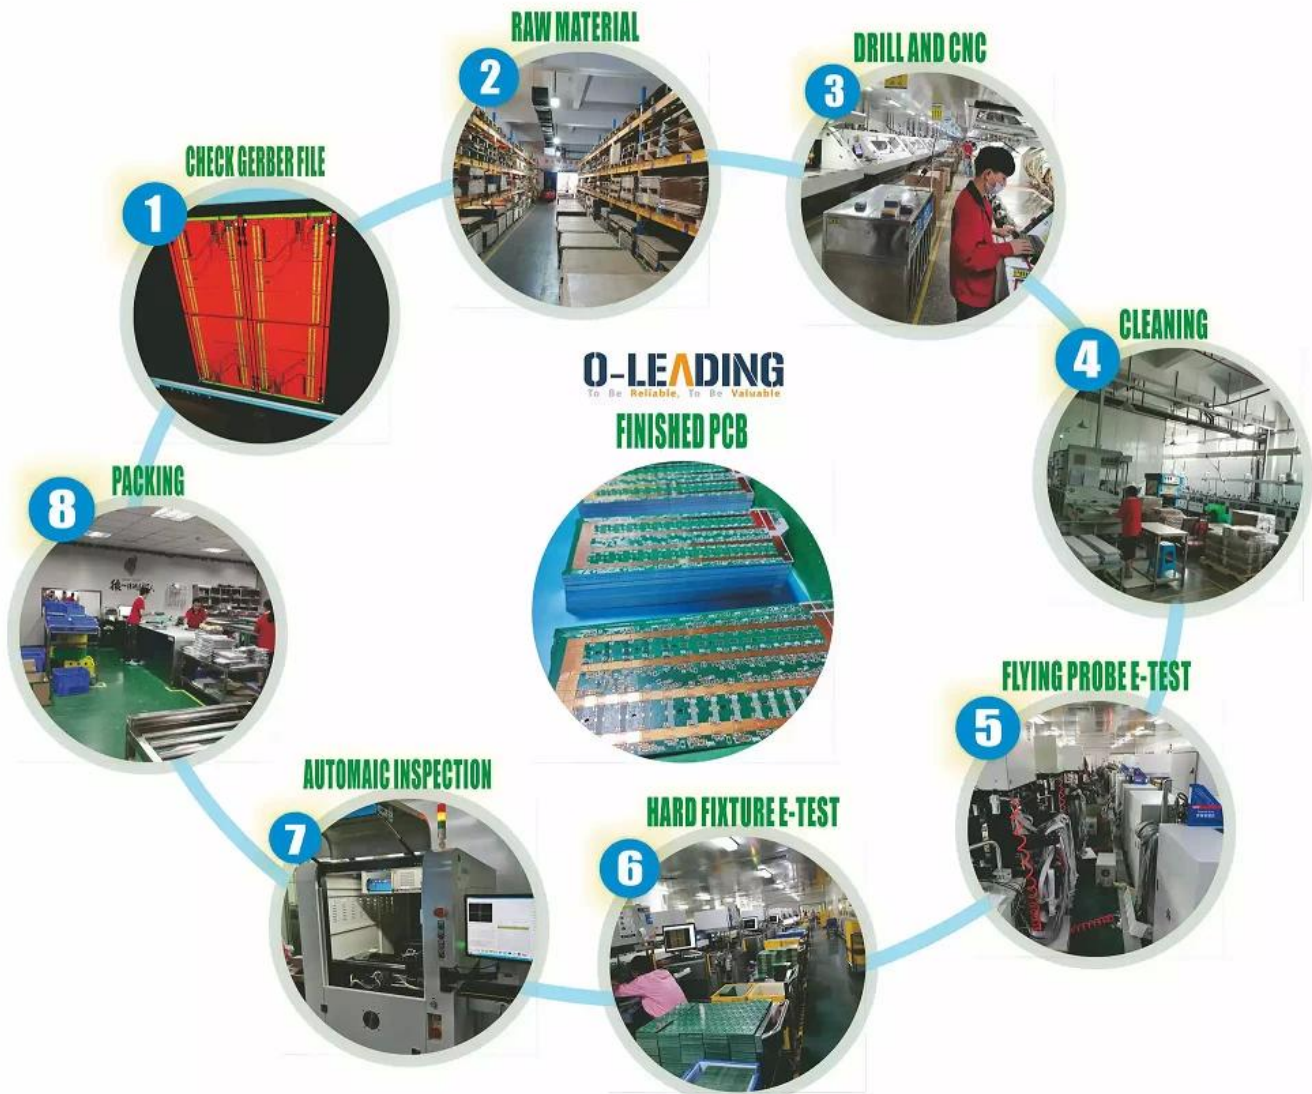 RAW MATERIAL
2
DRILL AND CNC
3
CHECK GERBER FILE
1
CLEANING
4
O-LEADING
To Be Reliable, To Be Valuable
FINISHED PCB
PACKING
8
FLYING PROBE E-TEST
5
AUTOMAIC INSPECTION
7
HARD FIXTURE E-TEST
6